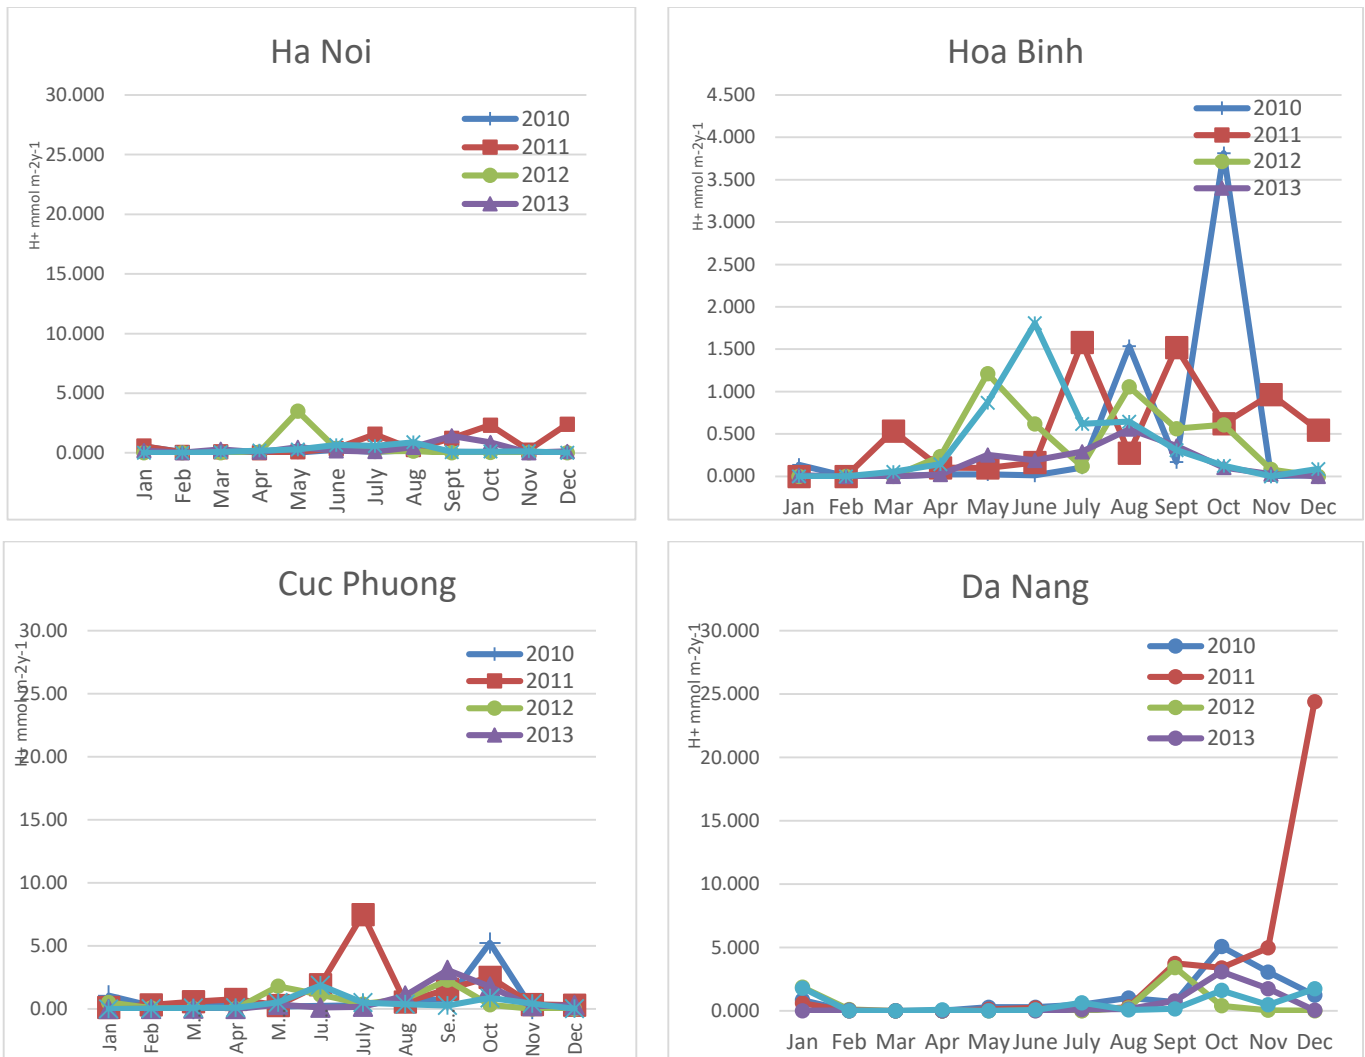 Ha Noi
H+ mmol m-2y-1
30.000
25.000
20.000
15.000
10.000
5.000
0.000
2010
2011
2012
2013
Jan
Feb
Mar
Apr
May
June
July
Aug
Sept
Oct
Nov
Dec
Hoa Binh
H+ mmol m-2y-1
4.500
4.000
3.500
3.000
2.500
2.000
1.500
1.000
0.500
0.000
2010
2011
2012
2013
Jan Feb Mar Apr May June July Aug Sept Oct Nov Dec
Cuc Phuong
H+ mmol m-2y-1
30.00
25.00
20.00
15.00
10.00
5.00
0.00
2010
2011
2012
2013
Jan
Feb
M.
Apr
M.
Ju.
July
Aug
Se.
Oct
Nov
Dec
Da Nang
H+ mmol m-2y-1
30.000
25.000
20.000
15.000
10.000
5.000
0.000
2010
2011
2012
2013
Jan Feb Mar Apr May June July Aug Sept Oct Nov Dec